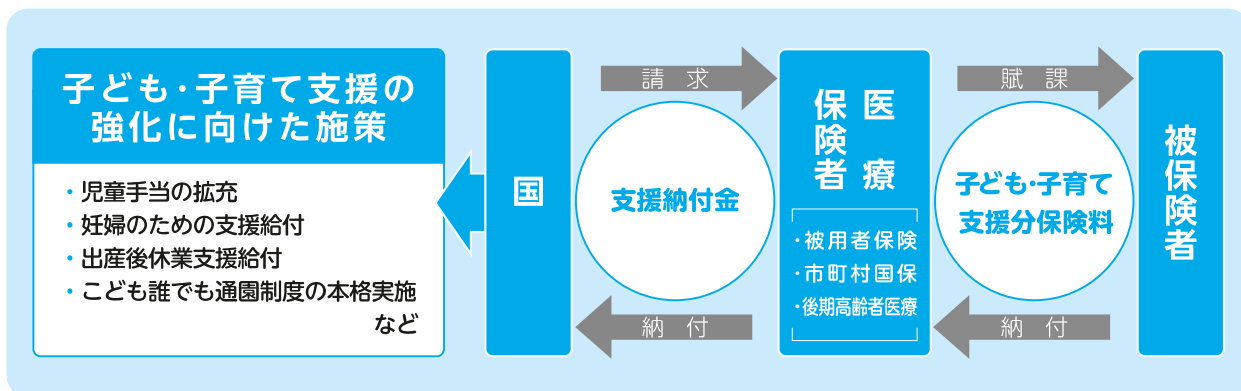 子ども・子育て支援の
強化に向けた施策
・児童手当の拡充
・妊婦のための支援給付
・出産後休業支援給付
・こども誰でも通園制度の本格実施
など
国
請求
支援納付金
納付
医療
保険者
・被用者保険
・市町村国保
・後期高齢者医療
賦課
子ども・子育て
支援分保険料
納付
被保険者